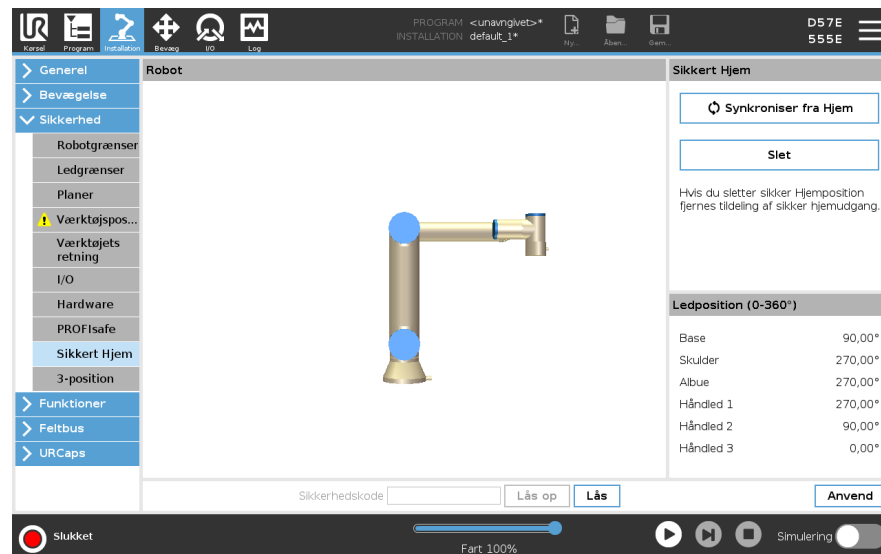 PROGRAM <unavngivet>*
INSTALLATION default_1*
Kørsel Program Installation Bevæg I/O Log
Ny... Åben... Gem...
D57E
555E
Generel
Bevægelse
Sikkerhed
Robotgrænser
Ledgrænser
Planer
Værktøjspos...
Værktøjets
retning
I/O
Hardware
PROFIsafe
Sikkert Hjem
3-position
Funktioner
Feltbus
URCaps
Robot
Sikkert Hjem
Synkroniser fra Hjem
Slet
Hvis du sletter sikker Hjemposition
fjernes tildeling af sikker hjemudgang.
Ledposition (0-360°)
Base 90,00°
Skulder 270,00°
Albue 270,00°
Håndled 1 270,00°
Håndled 2 90,00°
Håndled 3 0,00°
Sikkerhedskode Lås op Lås Anvend
Slukket
Fart 100%
Simulering